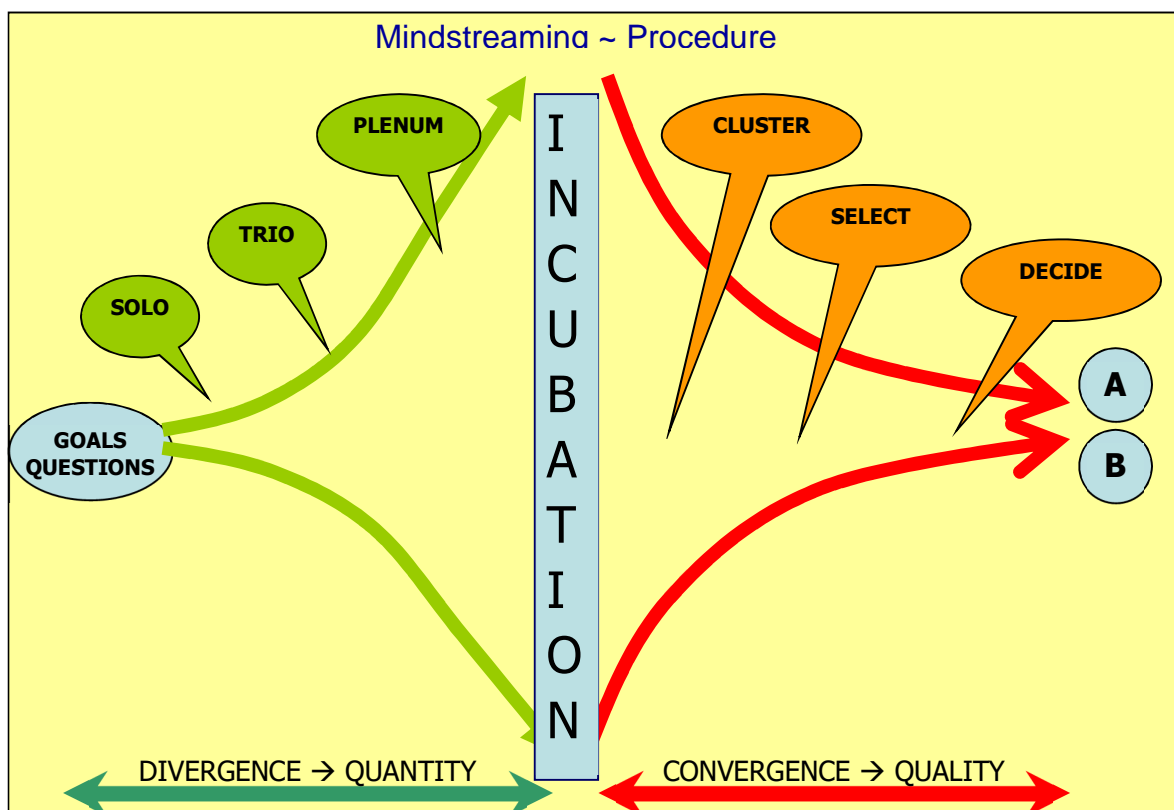 Mindstreaming ~ Procedure
PLENUM
TRIO
SOLO
GOALS
QUESTIONS
I
N
C
U
B
A
T
I
O
N
CLUSTER
SELECT
DECIDE
A
B
DIVERGENCE → QUANTITY
CONVERGENCE → QUALITY